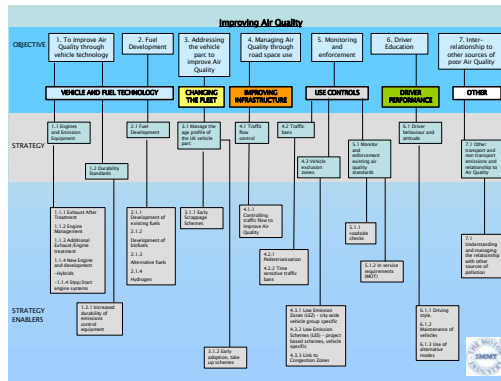 Improving Air Quality
OBJECTIVE
1. To improve Air
Quality through
vehicle technology
2. Fuel
Development
3. Addressing the
vehicle
parc to
improve Air
Quality
4. Managing Air
Quality through
road space use
5. Monitoring and
enforcement
6. Driver
Education
7. Inter-
relationship to
other sources of
poor Air Quality
VEHICLE AND FUEL TECHNOLOGY
CHANGING
THE FLEET
IMPROVING
INFRASTRUCTURE
USE CONTROLS
DRIVER
PERFORMANCE
OTHER
STRATEGY
1.1 Engines
and Emission
Equipment
1.2 Durability
Standards
2.1 Fuel
Development
3.1 Manage the
age profile of the
UK vehicle
parc
4.1 Traffic
flow
control
4.2 Traffic
bans
4.3 Vehicle
exclusion
zones
5.1 Monitor
and
enforcement
existing air
quality
standards
6.1 Driver
behaviour and
attitude
7.1 Other
transport and
non transport
emissions and
relationship to
Air Quality
STRATEGY
ENABLERS
1.1.1 Exhaust After
Treatment
1.1.2 Engine
Management
1.1.3 Additional
Exhaust/Engine
treatment
1.1.4 New Engine
and development
-Hybrids
-1.1.4 Stop/Start
engine systems
1.2.1 Increased
durability of
emissions control
equipment
2.1.1
Development of
existing fuels
2.1.2
Development of
biofuels
2.1.3
Alternative fuels
2.1.4
Hydrogen
3.1.1 Early
Scrappage
Schemes
3.1.2 Early
adoption, take
up schemes
4.1.1
Controlling
traffic flow to
Improve Air
Quality
4.2.1
Pedestrianisation
4.2.2 Time
sensitive traffic
bans
4.3.1 Low Emission
Zones (LEZ) - city wide
vehicle group specific
4.3.2 Low Emission
Schemes (LES) – project
based schemes, vehicle
specific
4.3.3 Link to
Congestion Zones
5.1.1
roadside
checks
5.1.2 In service
requirements
(MOT)
6.1.1 Driving
style.
6.1.2
Maintenance of
vehicles
6.1.3 Use of
alternative
modes
7.1
Understanding
and managing
the relationship
with other
sources of
pollution
SMMT